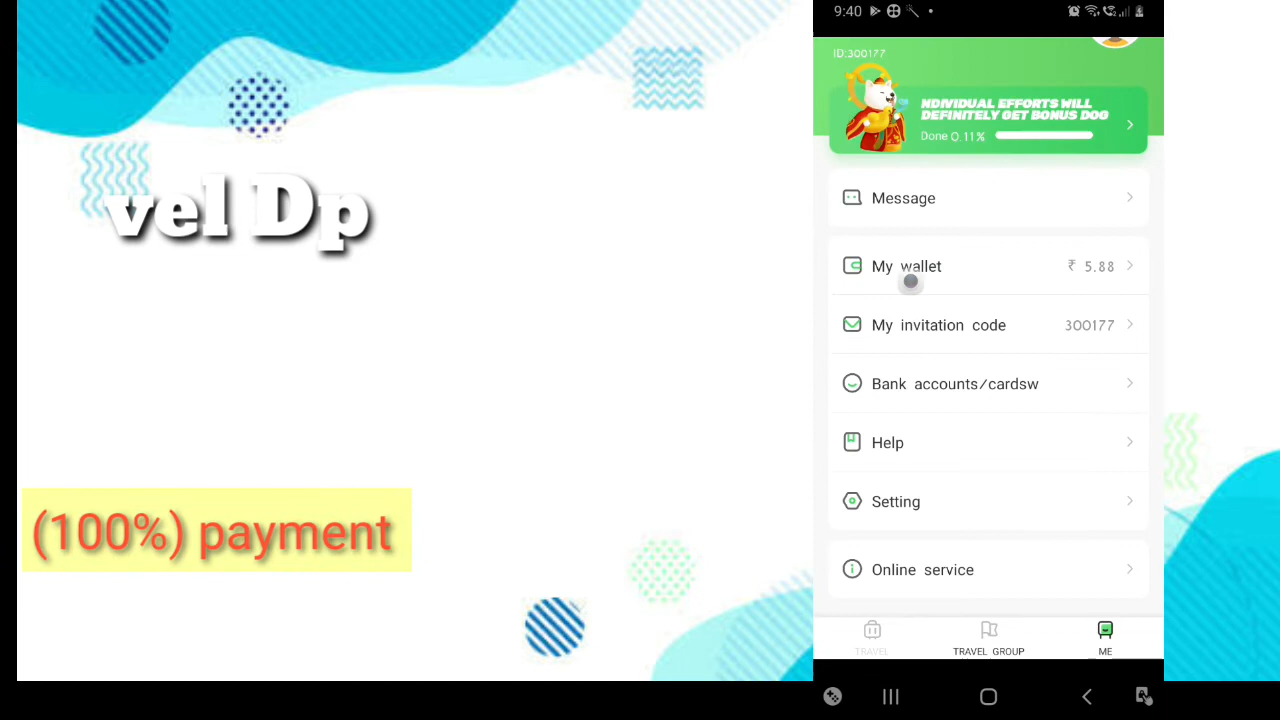 vel Dp
(100%) payment
9:40
ID:300177
NDIVIDUAL EFFORTS WILL
DEFINITELY GET BONUS DOG
Done 0.11%
Message
My wallet ₹ 5.88
My invitation code 300177
Bank accounts/cardsw
Help
Setting
Online service
TRAVEL TRAVEL GROUP ME